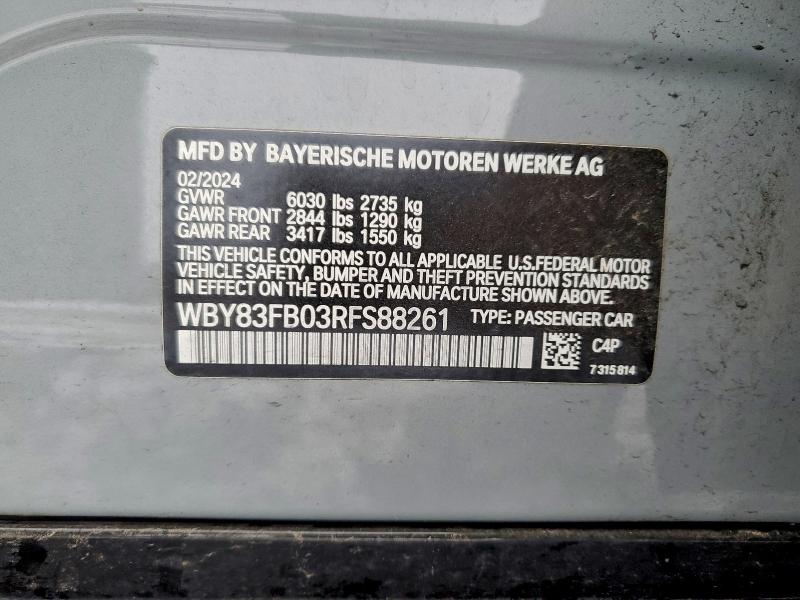 MFD BY BAYERISCHE MOTOREN WERKE AG
02/2024
GVWR 6030 lbs 2735 kg
GAWR FRONT 2844 lbs 1290 kg
GAWR REAR 3417 lbs 1550 kg
THIS VEHICLE CONFORMS TO ALL APPLICABLE U.S.FEDERAL MOTOR
VEHICLE SAFETY, BUMPER AND THEFT PREVENTION STANDARDS
IN EFFECT ON THE DATE OF MANUFACTURE SHOWN ABOVE.
WBY83FB03RFS88261 TYPE: PASSENGER CAR
C4P
7315814